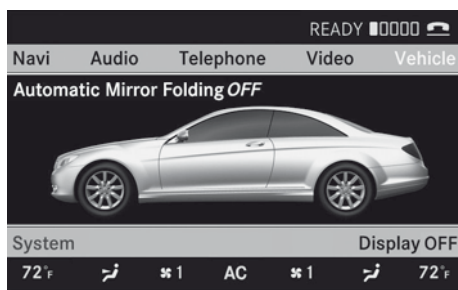 READY
Navi Audio Telephone Video Vehicle
Automatic Mirror Folding OFF
System Display OFF
72°F 1 AC 1 72°F